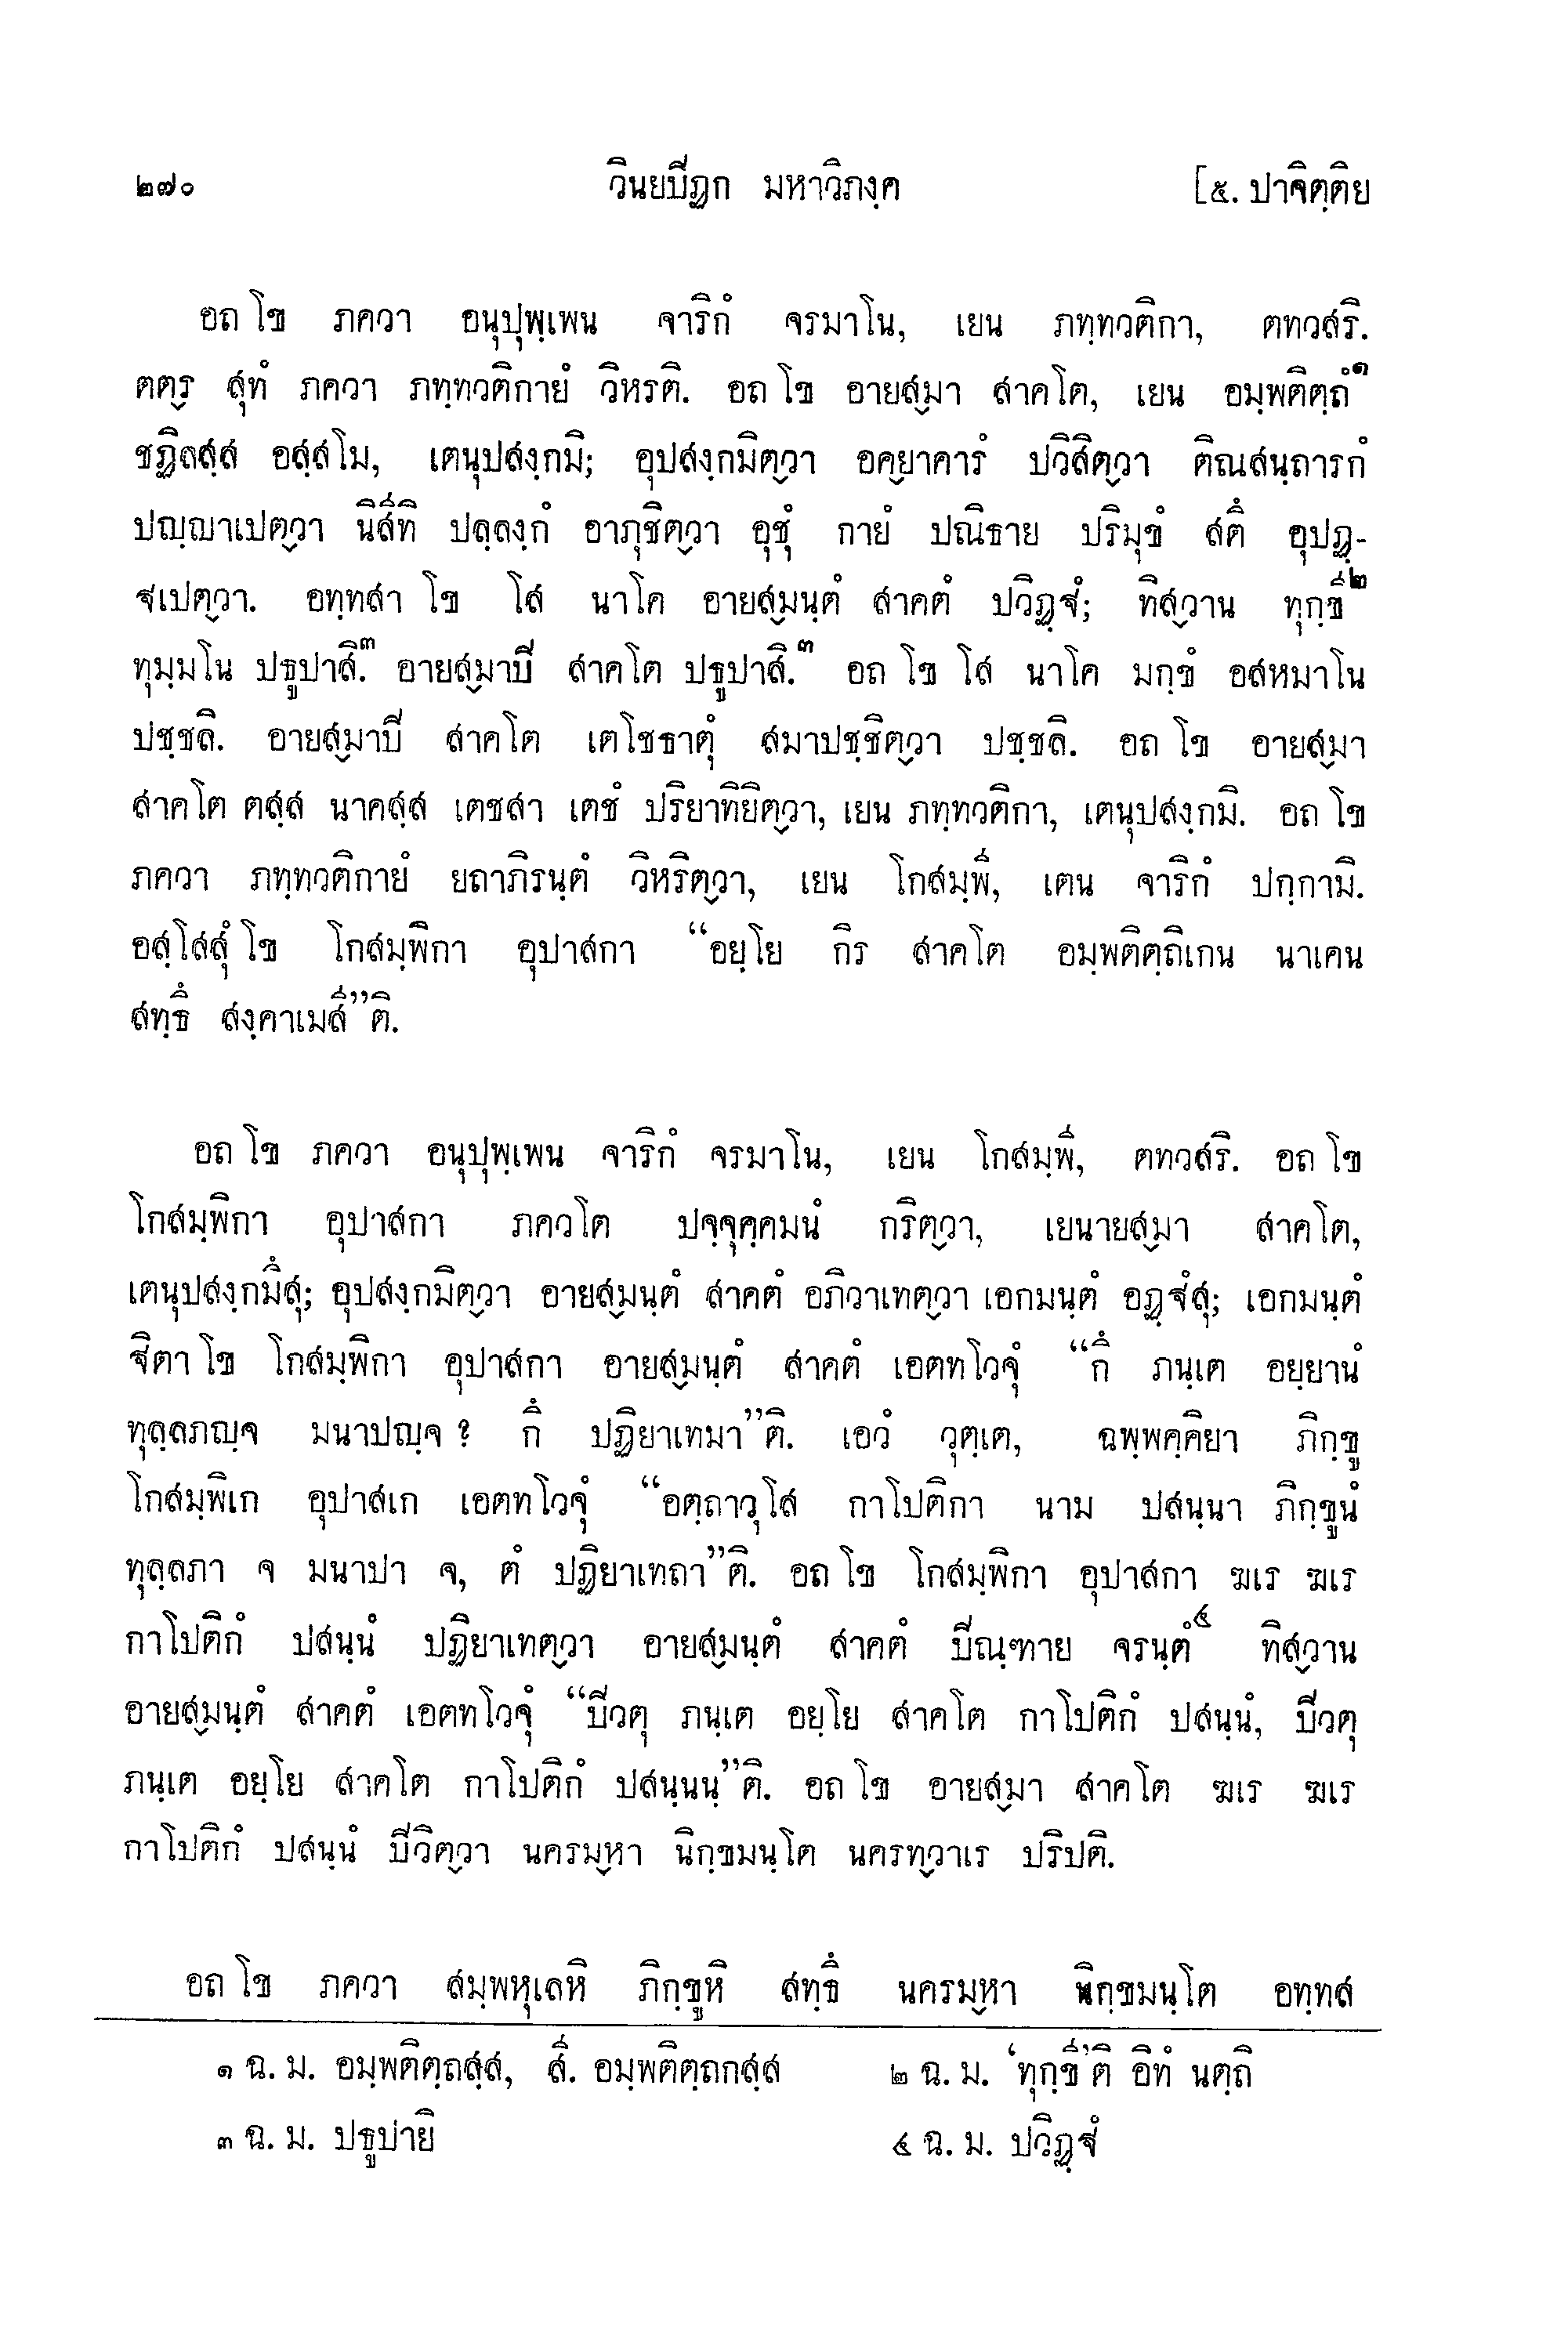 ๒๗๐ วินยปิฏก มหาวิภงฺค [๕. ปาจิตฺติย
อถ โข ภควา อนุปุพฺเพน จาริกํ จรมาโน, เยน ภทฺทวติกา, ตทวสริ.
ตตฺร สุทํ ภควา ภทฺทวติกายํ วิหรติ. อถ โข อายสฺมา สาคโต, เยน อมฺพติตฺถํ๑
ชฏิลสฺส อสฺสโม, เตนุปสงฺกมิ; อุปสงฺกมิตฺวา อคฺยาคารํ ปวิสิตฺวา ติณสนฺถารกํ
ปญฺญาเปตฺวา นิสีทิ ปลฺลงฺกํ อาภุชิตฺวา อุชุํ กายํ ปณิธาย ปริมุขํ สตึ อุปฏฺ-
ฐเปตฺวา. อทฺทสา โข โส นาโค อายสฺมนฺตํ สาคตํ ปวิฏฺฐํ; ทิสฺวาน ทุกฺขี๒
ทุมฺมโน ปธูปาสิ.๓ อายสฺมาปิ สาคโต ปธูปาสิ.๓ อถ โข โส นาโค มกฺขํ อสหมาโน
ปชฺชลิ. อายสฺมาปิ สาคโต เตโชธาตุํ สมาปชฺชิตฺวา ปชฺชลิ. อถ โข อายสฺมา
สาคโต ตสฺส นาคสฺส เตชสา เตชํ ปริยาทิยิตฺวา, เยน ภทฺทวติกา, เตนุปสงฺกมิ. อถ โข
ภควา ภทฺทวติกายํ ยถาภิรนฺตํ วิหริตฺวา, เยน โกสมฺพี, เตน จาริกํ ปกฺกามิ.
อสฺโสสุํ โข โกสมฺพิกา อุปาสกา “อยฺโย กิร สาคโต อมฺพติตฺถิเกน นาเคน
สทฺธึ สงฺคาเมสี”ติ.
อถ โข ภควา อนุปุพฺเพน จาริกํ จรมาโน, เยน โกสมฺพี, ตทวสริ. อถ โข
โกสมฺพิกา อุปาสกา ภควโต ปจฺจุคฺคมนํ กริตฺวา, เยนายสฺมา สาคโต,
เตนุปสงฺกมึสุ; อุปสงฺกมิตฺวา อายสฺมนฺตํ สาคตํ อภิวาเทตฺวา เอกมนฺตํ อฏฺฐํสุ; เอกมนฺตํ
ฐิตา โข โกสมฺพิกา อุปาสกา อายสฺมนฺตํ สาคตํ เอตทโวจุํ “กึ ภนฺเต อยฺยานํ
ทุลฺลภญฺจ มนาปญฺจ ? กึ ปฏิยาเทมา”ติ. เอวํ วุตฺเต, ฉพฺพคฺคิยา ภิกฺขู
โกสมฺพิเก อุปาสเก เอตทโวจุํ “อตฺถาวุโส กาโปติกา นาม ปสนฺนา ภิกฺขูนํ
ทุลฺลภา จ มนาปา จ, ตํ ปฏิยาเทถา”ติ. อถ โข โกสมฺพิกา อุปาสกา ฆเร ฆเร
กาโปติกํ ปสนฺนํ ปฏิยาเทตฺวา อายสฺมนฺตํ สาคตํ ปิณฺฑาย จรนฺตํ๔ ทิสฺวาน
อายสฺมนฺตํ สาคตํ เอตทโวจุํ “ปิวตุ ภนฺเต อยฺโย สาคโต กาโปติกํ ปสนฺนํ, ปิวตุ
ภนฺเต อยฺโย สาคโต กาโปติกํ ปสนฺนนฺ”ติ. อถ โข อายสฺมา สาคโต ฆเร ฆเร
กาโปติกํ ปสนฺนํ ปิวิตฺวา นครมฺหา นิกฺขมนฺโต นครทฺวาเร ปริปติ.
อถ โข ภควา สมฺพหุเลหิ ภิกฺขูหิ สทฺธึ นครมฺหา นิกฺขมนฺโต อทฺทส
๑ ฉ. ม. อมฺพติตฺถสฺส, สี. อมฺพติตฺถกสฺส ๒ ฉ. ม. ‘ทุกฺขี’ติ อิทํ นตฺถิ
๓ ฉ. ม. ปธูปายิ ๔ ฉ. ม. ปวิฏฺฐํ